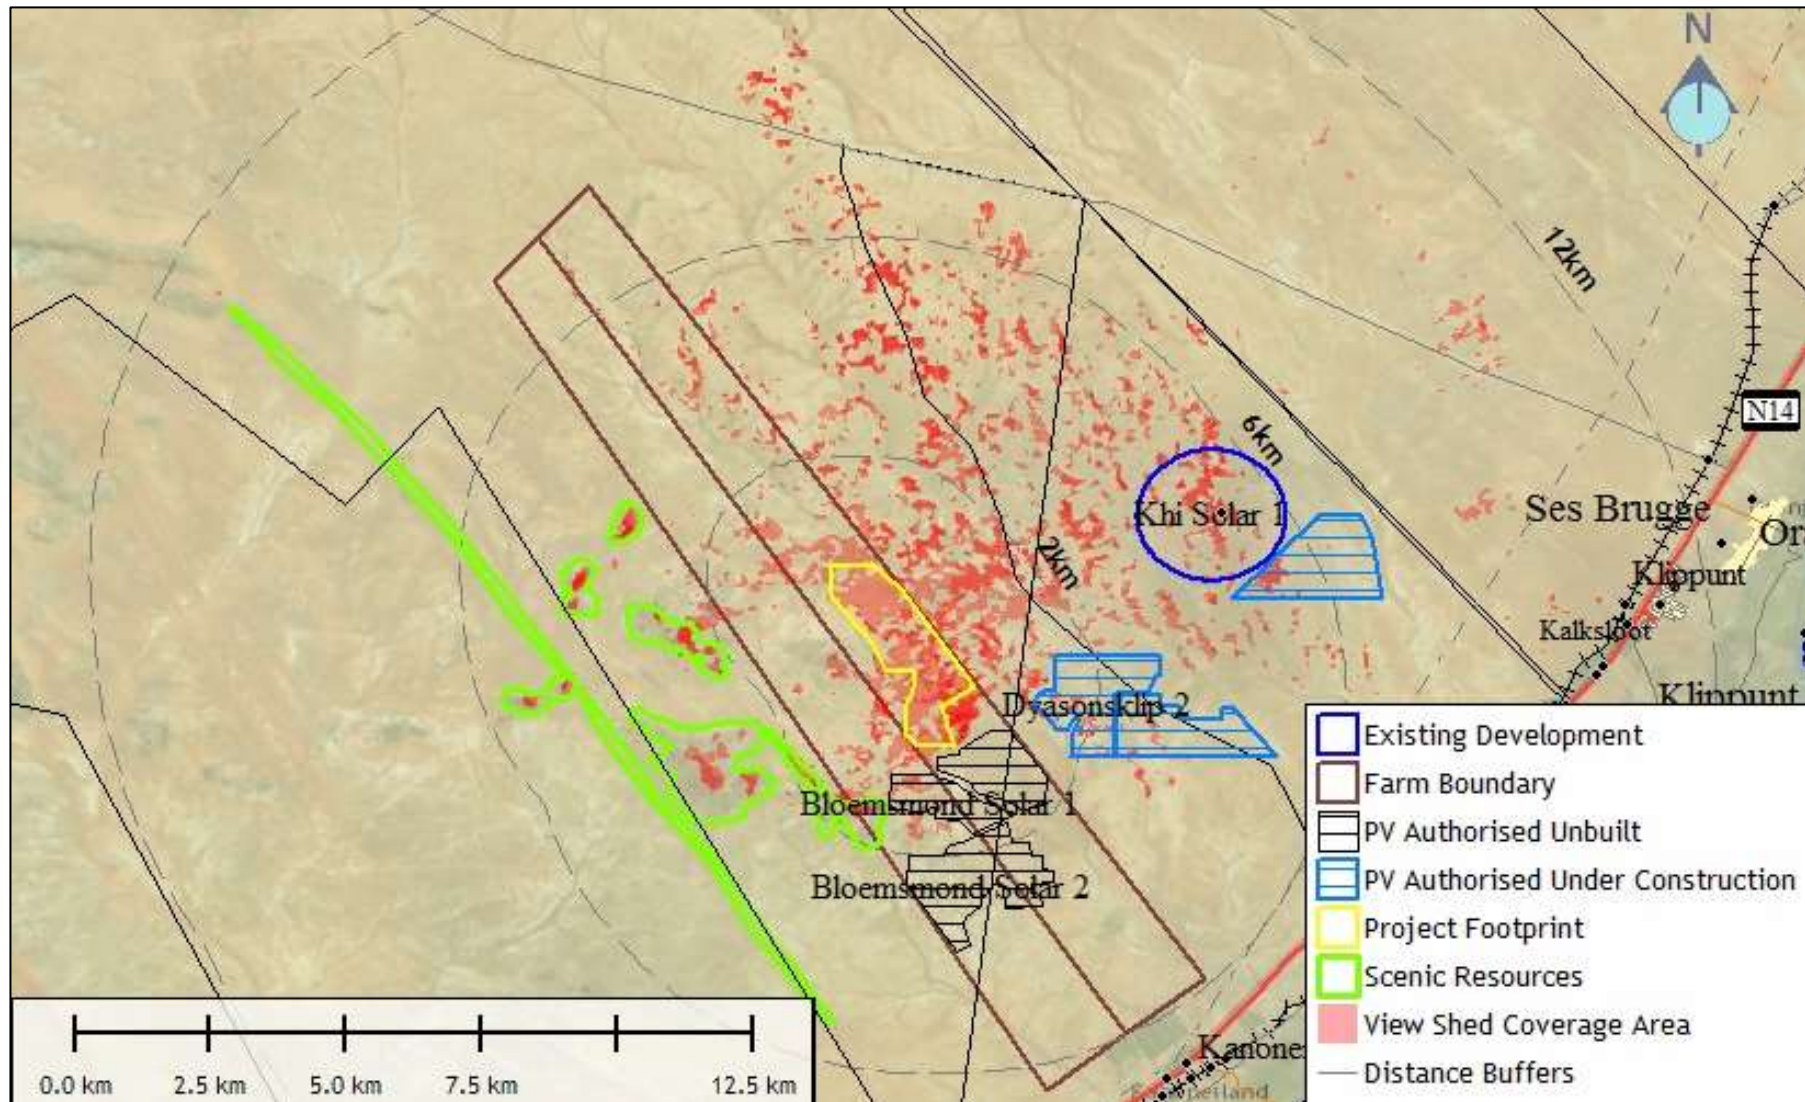 N
12km
N14
6km
Khi Solar 1
Ses Brugge
2km
Klippunt
Kalksloot
Klippunt
Dyasonsklip 2
Bloemsmond Solar 1
Bloemsmond Solar 2
Existing Development
Farm Boundary
PV Authorised Unbuilt
PV Authorised Under Construction
Project Footprint
Scenic Resources
View Shed Coverage Area
Distance Buffers
0.0 km 2.5 km 5.0 km 7.5 km 12.5 km